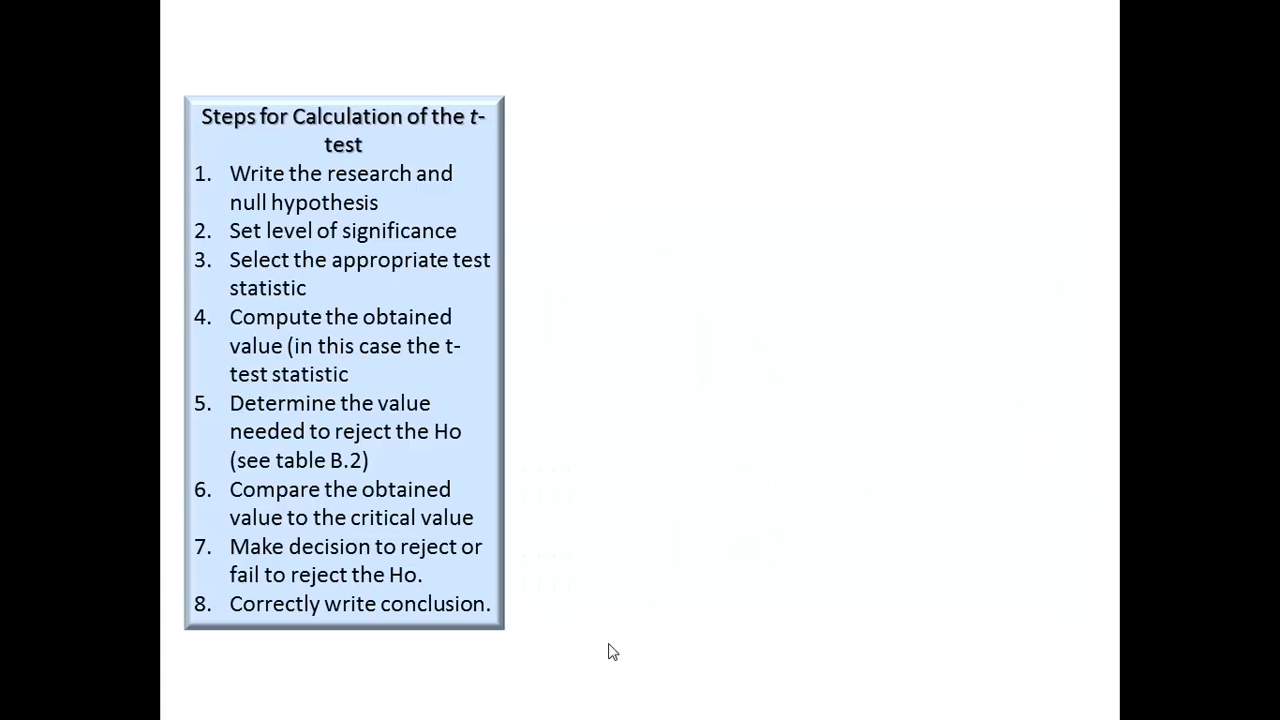 Steps for Calculation of the t-
test
1. Write the research and
null hypothesis
2. Set level of significance
3. Select the appropriate test
statistic
4. Compute the obtained
value (in this case the t-
test statistic
5. Determine the value
needed to reject the Ho
(see table B.2)
6. Compare the obtained
value to the critical value
7. Make decision to reject or
fail to reject the Ho.
8. Correctly write conclusion.